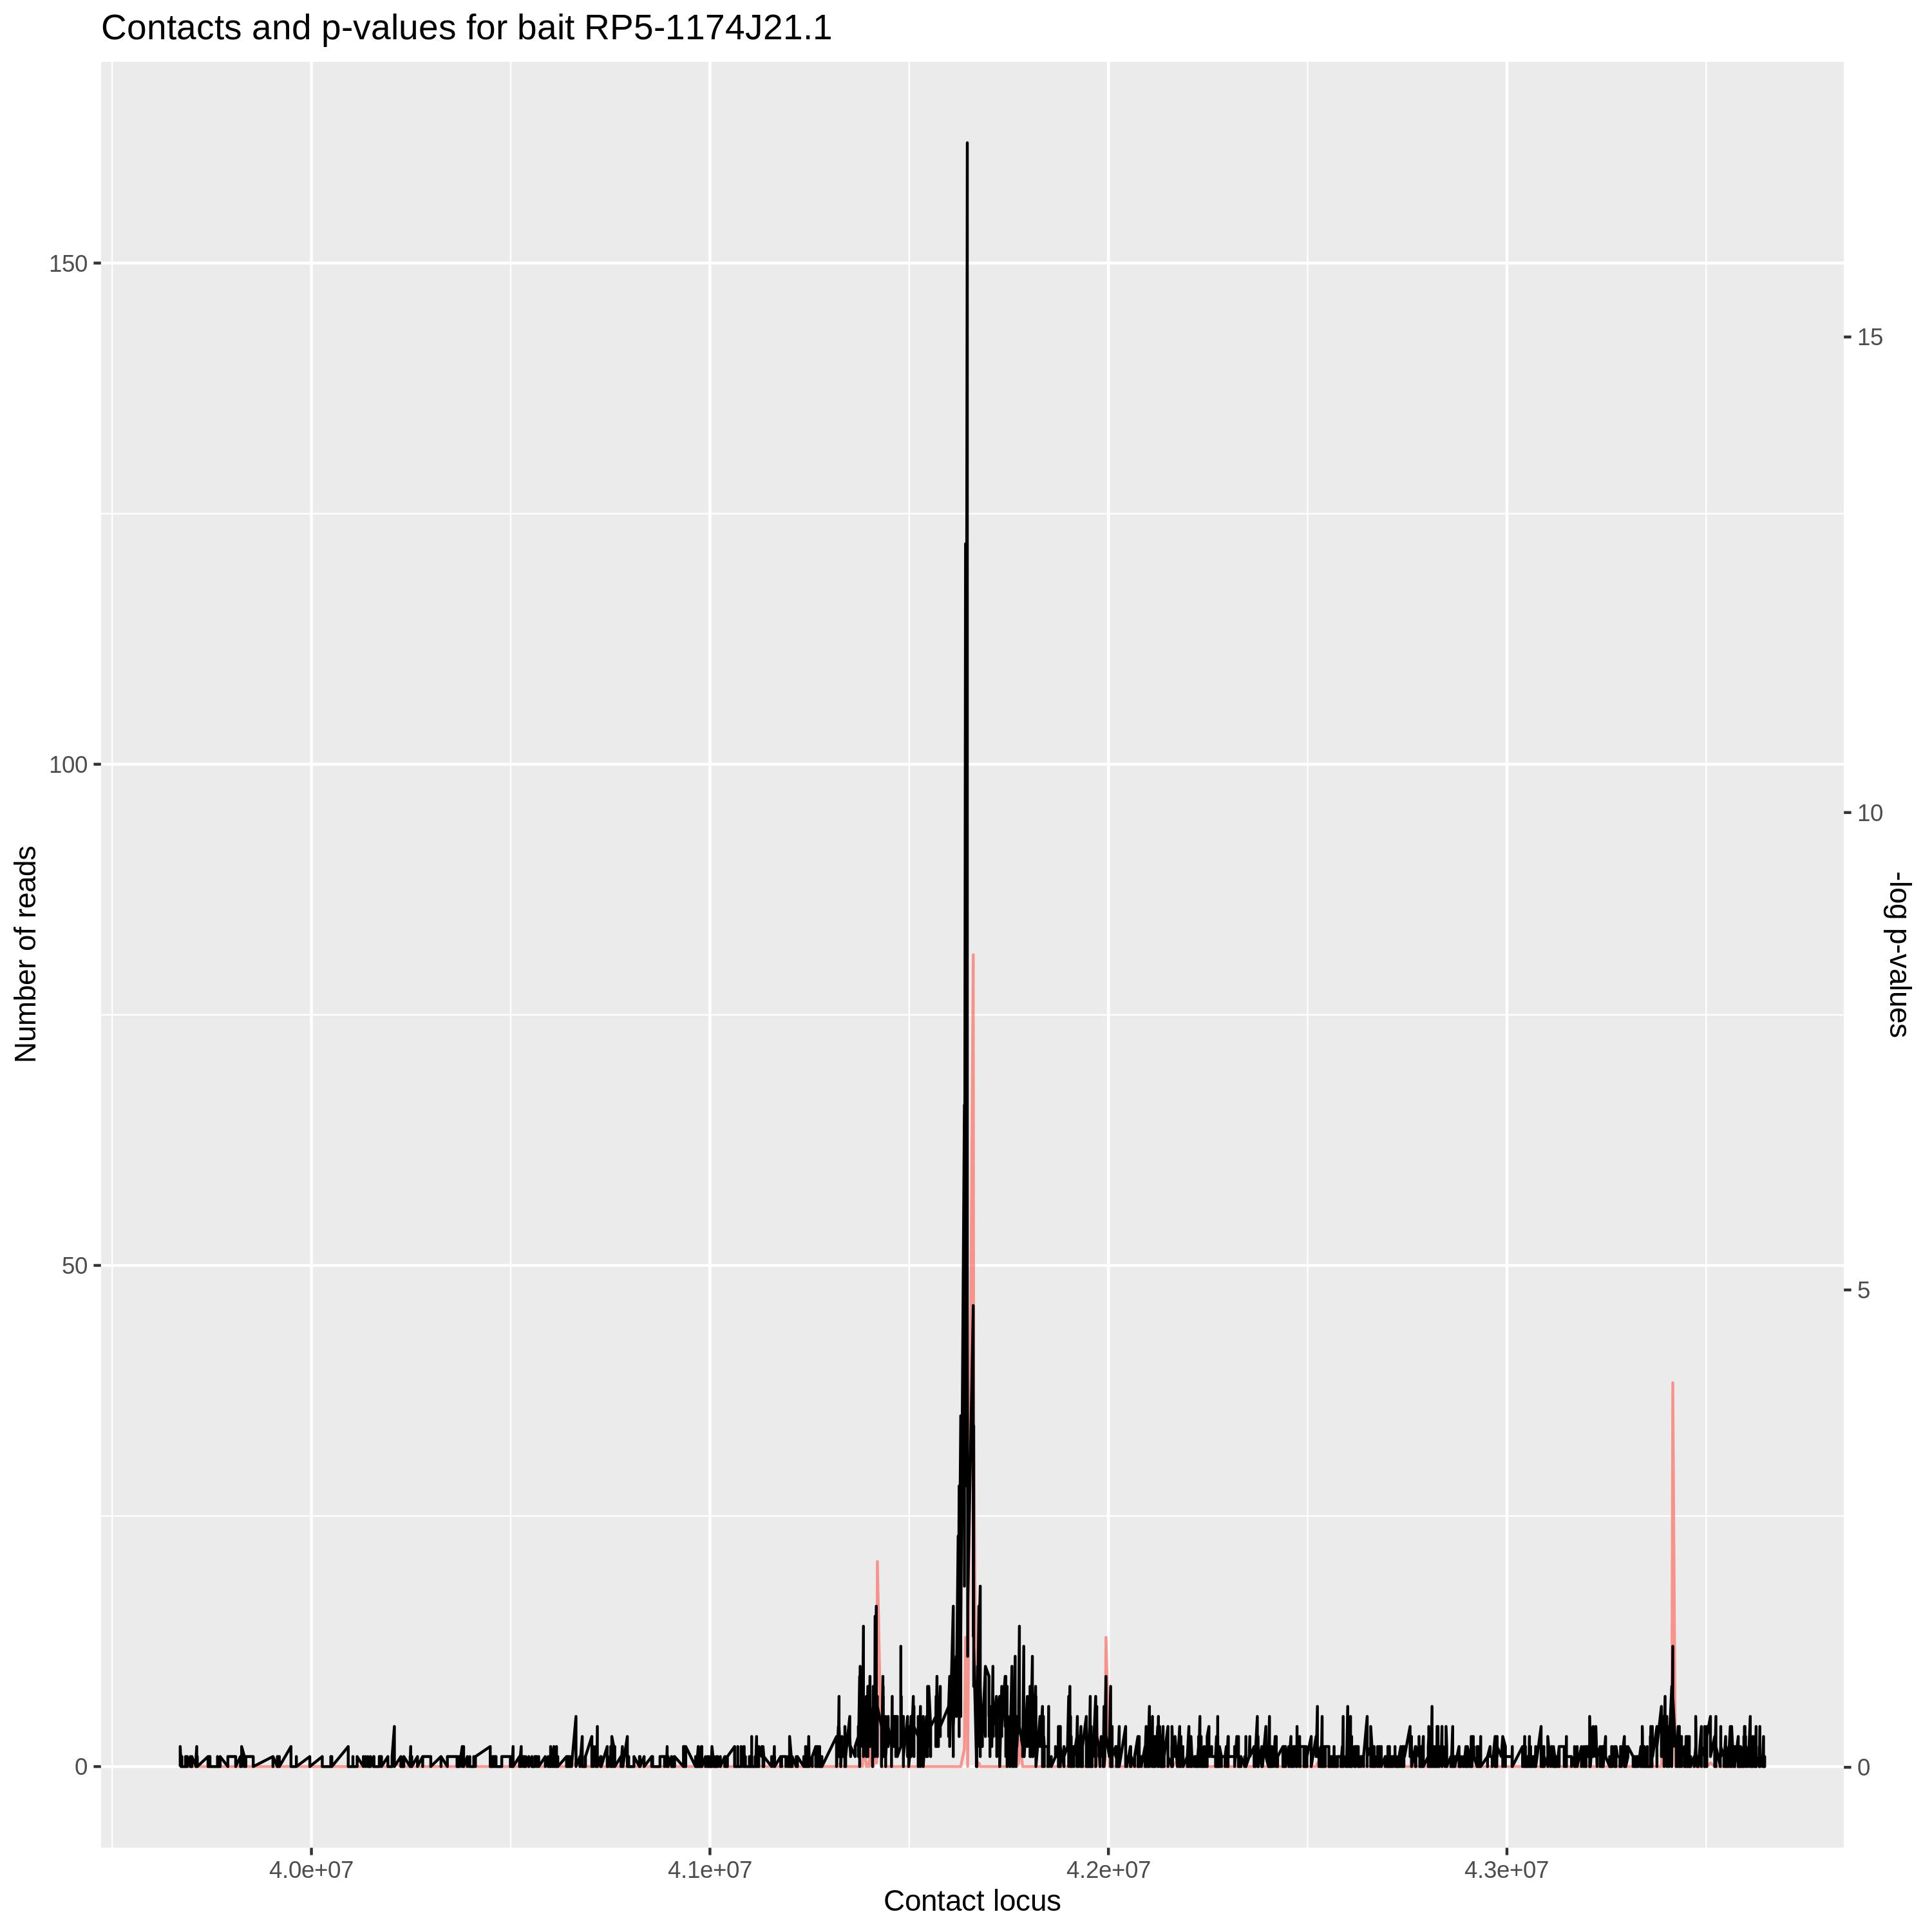 Contacts and p-values for bait RP5-1174J21.1
150
100
50
0
Number of reads
15
10
5
0
-log p-values
4.0e+07
4.1e+07
4.2e+07
4.3e+07
Contact locus